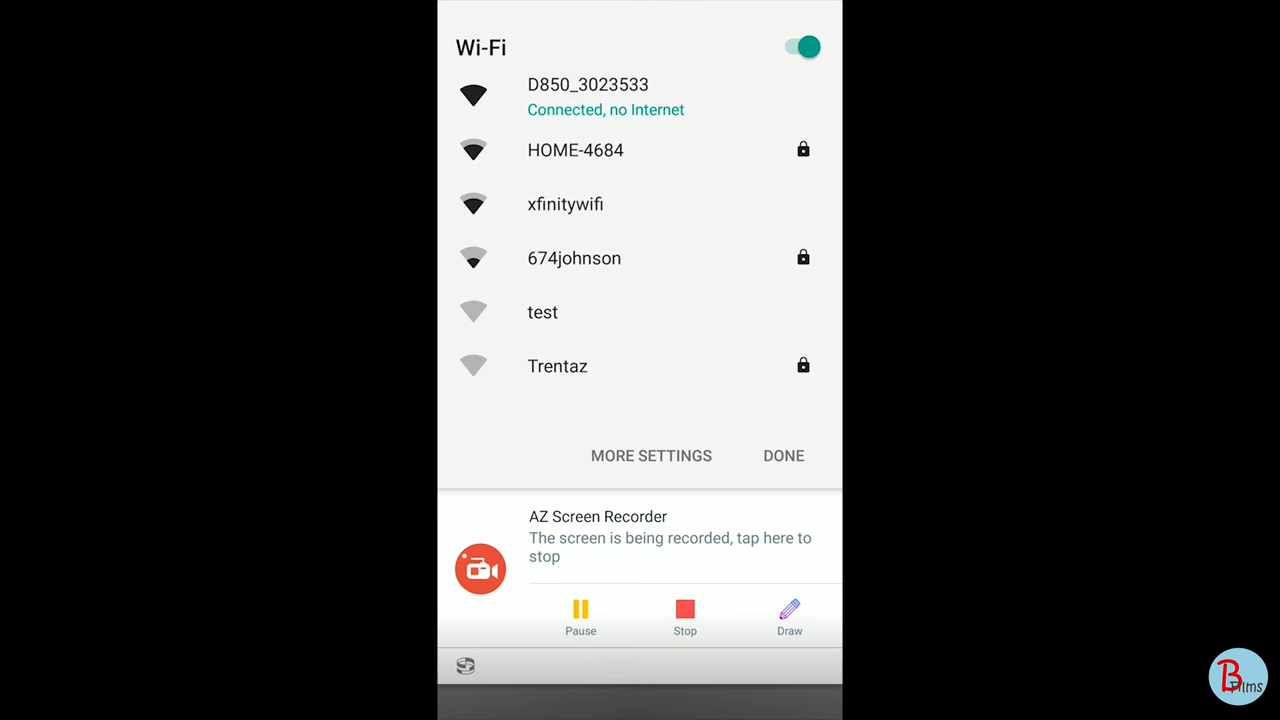 Wi-Fi
D850_3023533
Connected, no Internet
HOME-4684
xfinitywifi
674johnson
test
Trentaz
MORE SETTINGS
DONE
AZ Screen Recorder
The screen is being recorded, tap here to
stop
Pause
Stop
Draw
B
Films